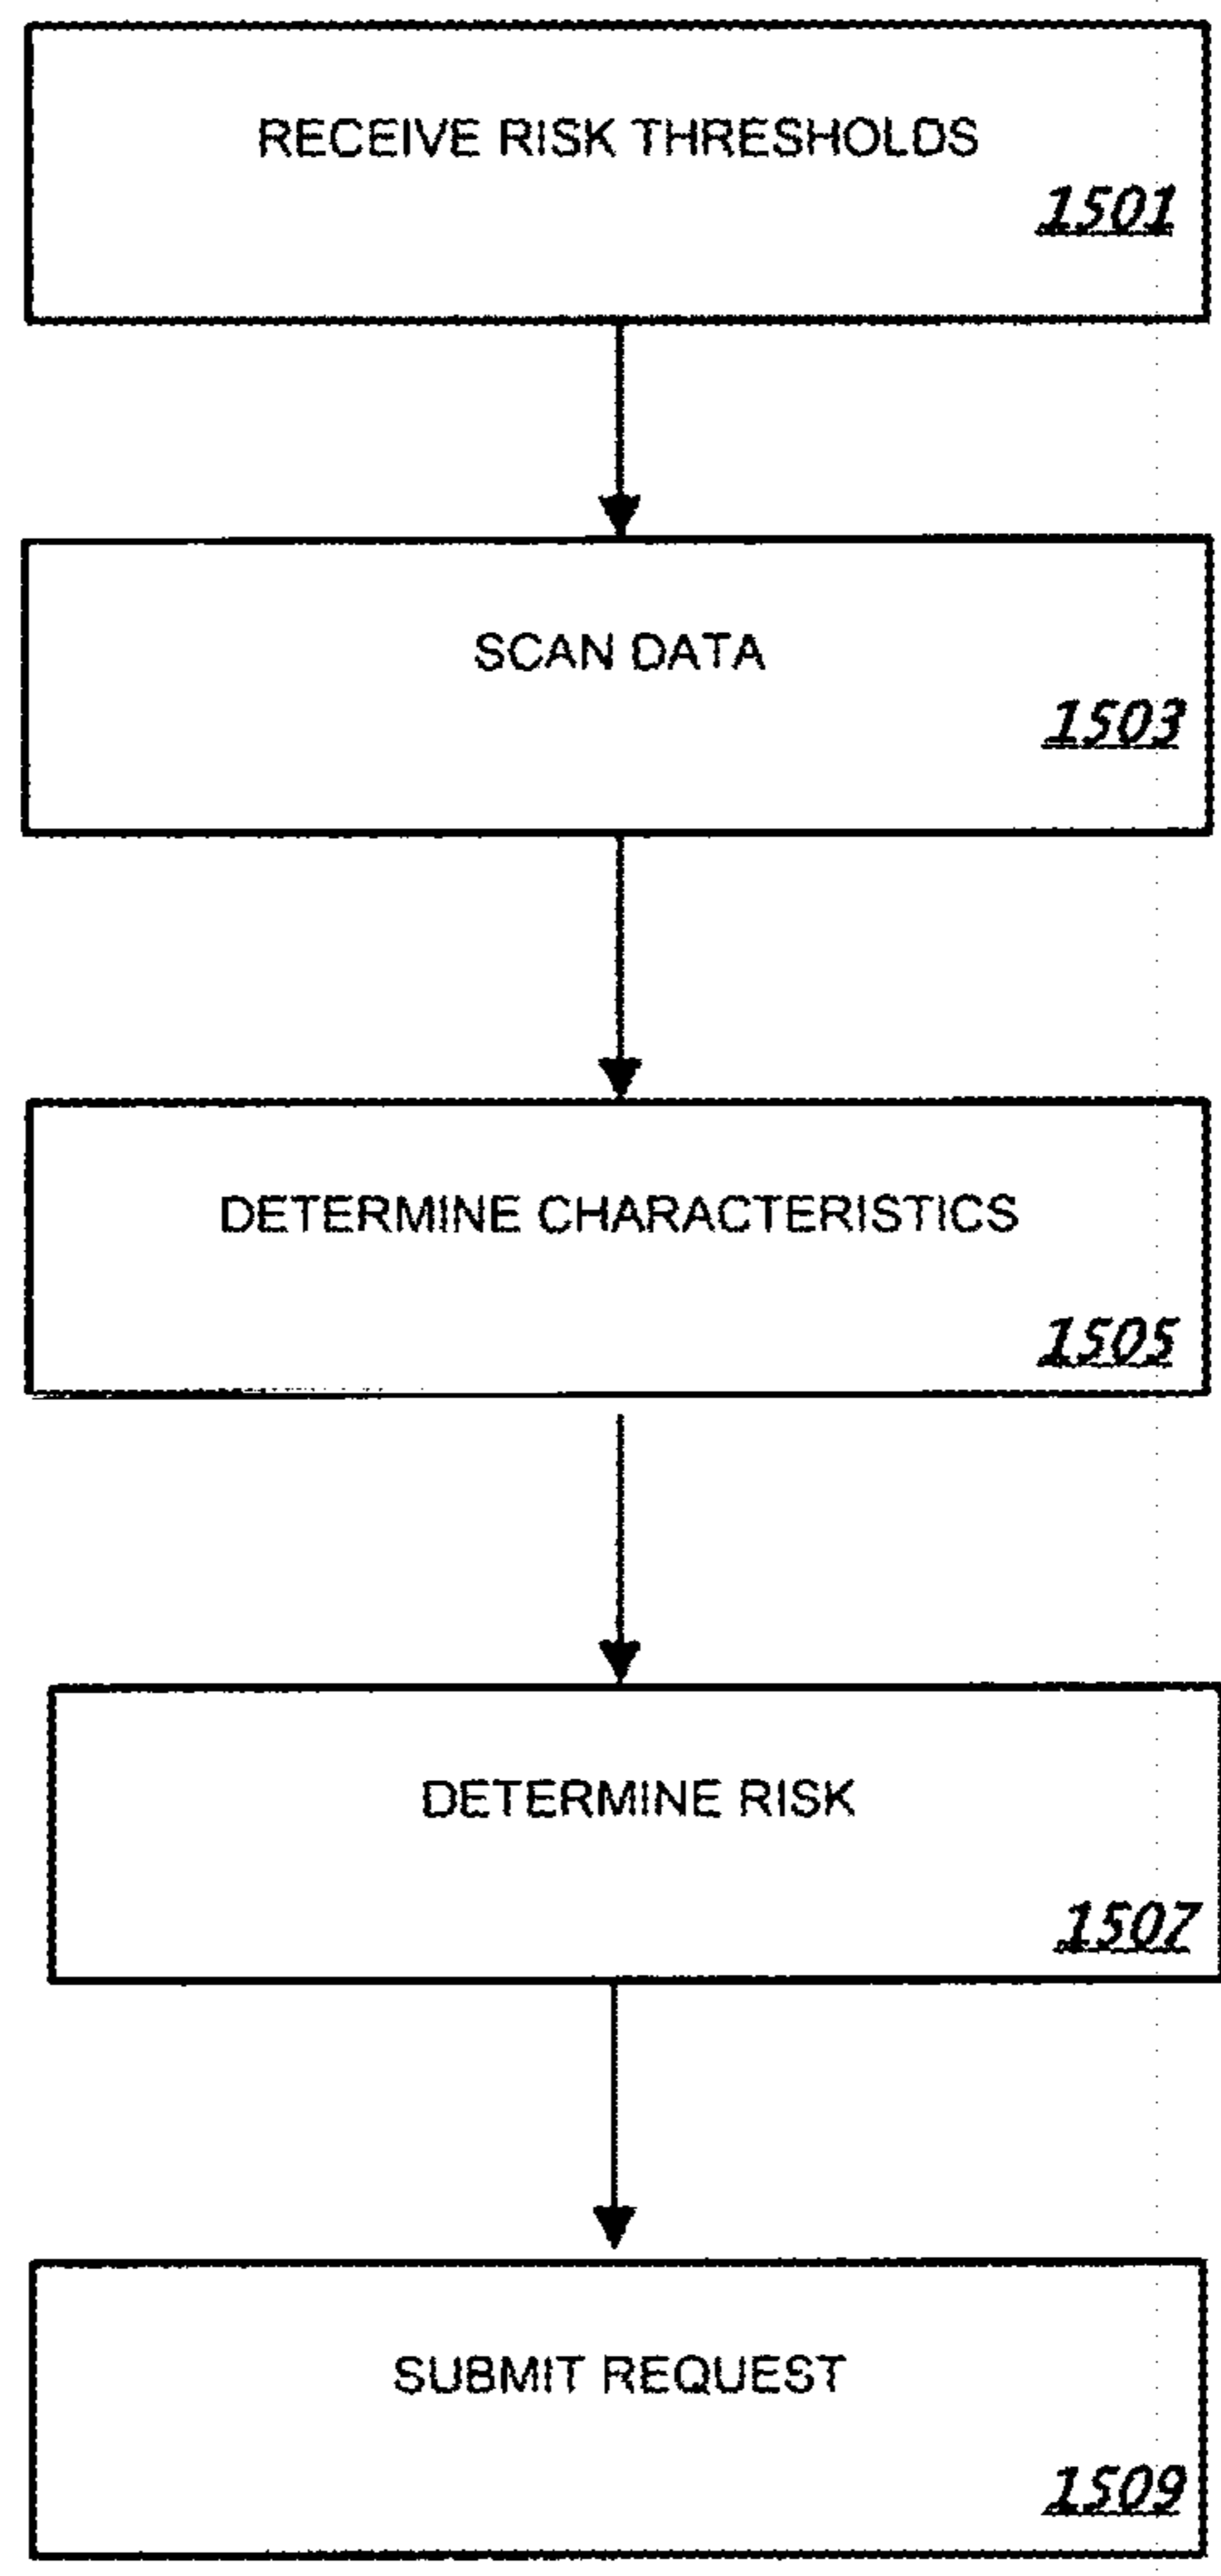 RECEIVE RISK THRESHOLDS
1501
SCAN DATA
1503
DETERMINE CHARACTERISTICS
1505
DETERMINE RISK
1507
SUBMIT REQUEST
1509